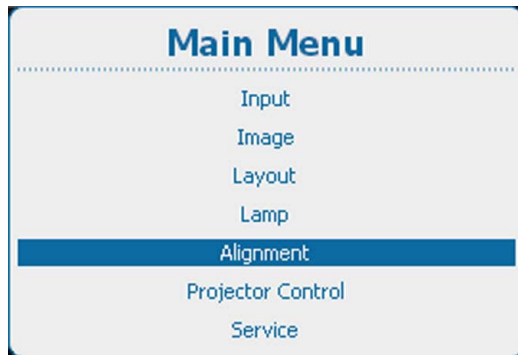 Main Menu
Input
Image
Layout
Lamp
Alignment
Projector Control
Service